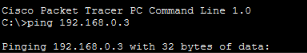 Cisco Packet Tracer PC Command Line 1.0
C:\>ping 192.168.0.3
Pinging 192.168.0.3 with 32 bytes of data: